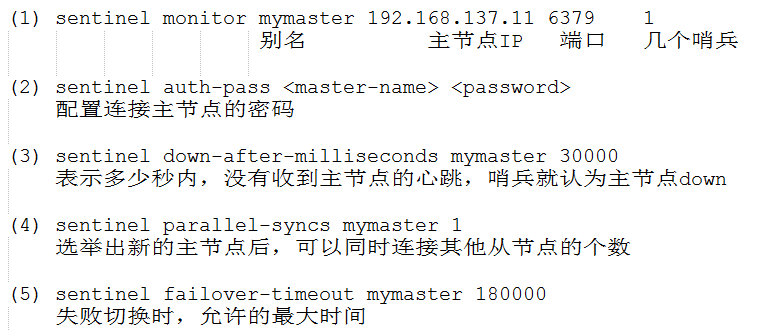 (1) sentinel monitor mymaster 192.168.137.11 6379 1
别名 主节点IP 端口 几个哨兵
(2) sentinel auth-pass <master-name> <password>
配置连接主节点的密码
(3) sentinel down-after-milliseconds mymaster 30000
表示多少秒内，没有收到主节点的心跳，哨兵就认为主节点down
(4) sentinel parallel-syncs mymaster 1
选举出新的主节点后，可以同时连接其他从节点的个数
(5) sentinel failover-timeout mymaster 180000
失败切换时，允许的最大时间